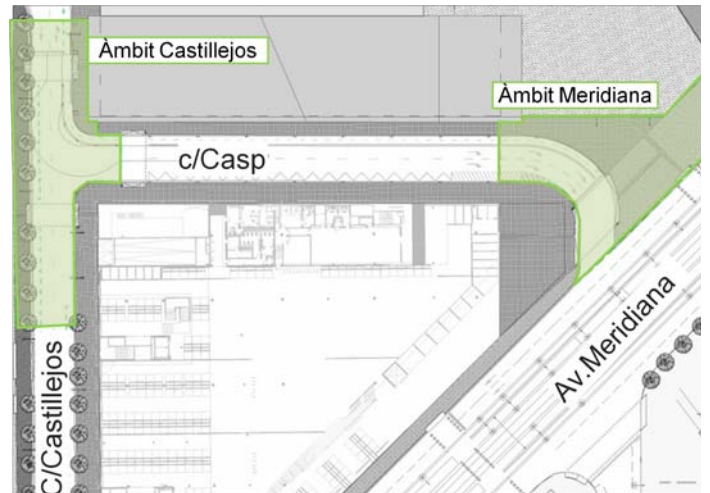 Àmbit Castillejos
Àmbit Meridiana
c/Casp
Av.Meridiana
C/Castillejos